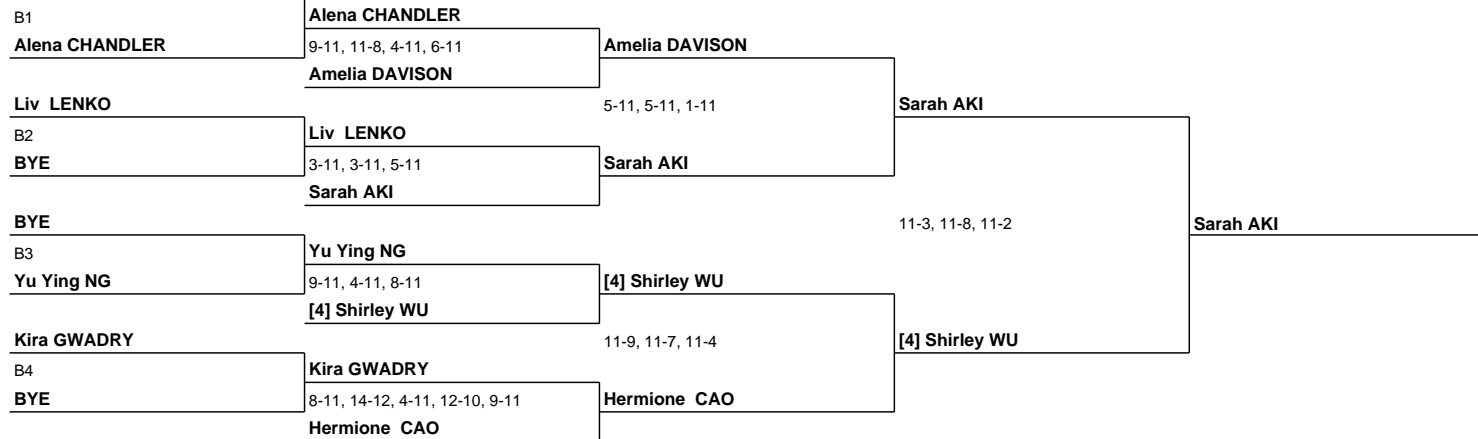 B1
Alena CHANDLER
Alena CHANDLER
9-11, 11-8, 4-11, 6-11
Amelia DAVISON
Amelia DAVISON
Liv LENKO
5-11, 5-11, 1-11
Sarah AKI
B2
Liv LENKO
BYE
3-11, 3-11, 5-11
Sarah AKI
Sarah AKI
BYE
11-3, 11-8, 11-2
Sarah AKI
B3
Yu Ying NG
Yu Ying NG
9-11, 4-11, 8-11
[4] Shirley WU
[4] Shirley WU
Kira GWADRY
11-9, 11-7, 11-4
[4] Shirley WU
B4
Kira GWADRY
BYE
8-11, 14-12, 4-11, 12-10, 9-11
Hermione CAO
Hermione CAO